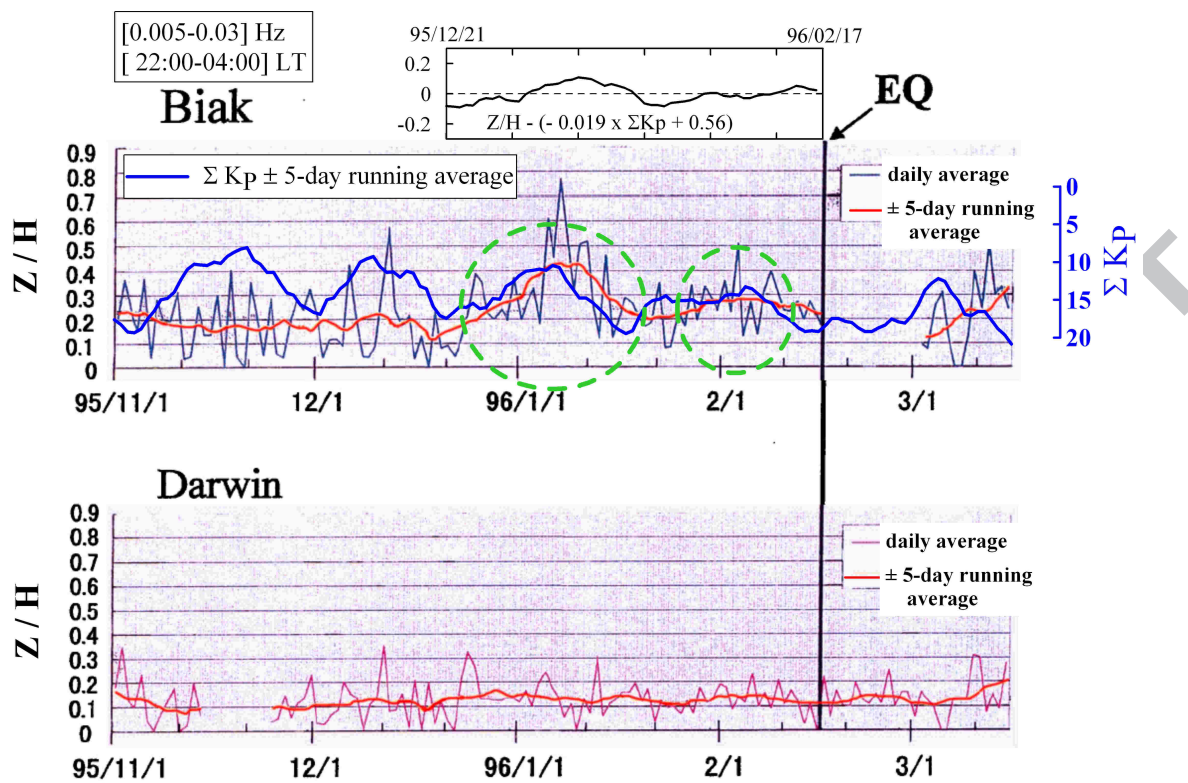 [0.005-0.03] Hz
[ 22:00-04:00] LT
95/12/21
96/02/17
0.2
0
-0.2
Z/H - (- 0.019 x ΣKp + 0.56)
EQ
Biak
Σ KP ± 5-day running average
daily average
± 5-day running
average
Z / H
0.9
0.8
0.7
0.6
0.5
0.4
0.3
0.2
0.1
0
0
5
10
15
20
Σ KP
95/11/1
12/1
96/1/1
2/1
3/1
Darwin
daily average
± 5-day running
average
Z / H
0.9
0.8
0.7
0.6
0.5
0.4
0.3
0.2
0.1
0
95/11/1
12/1
96/1/1
2/1
3/1